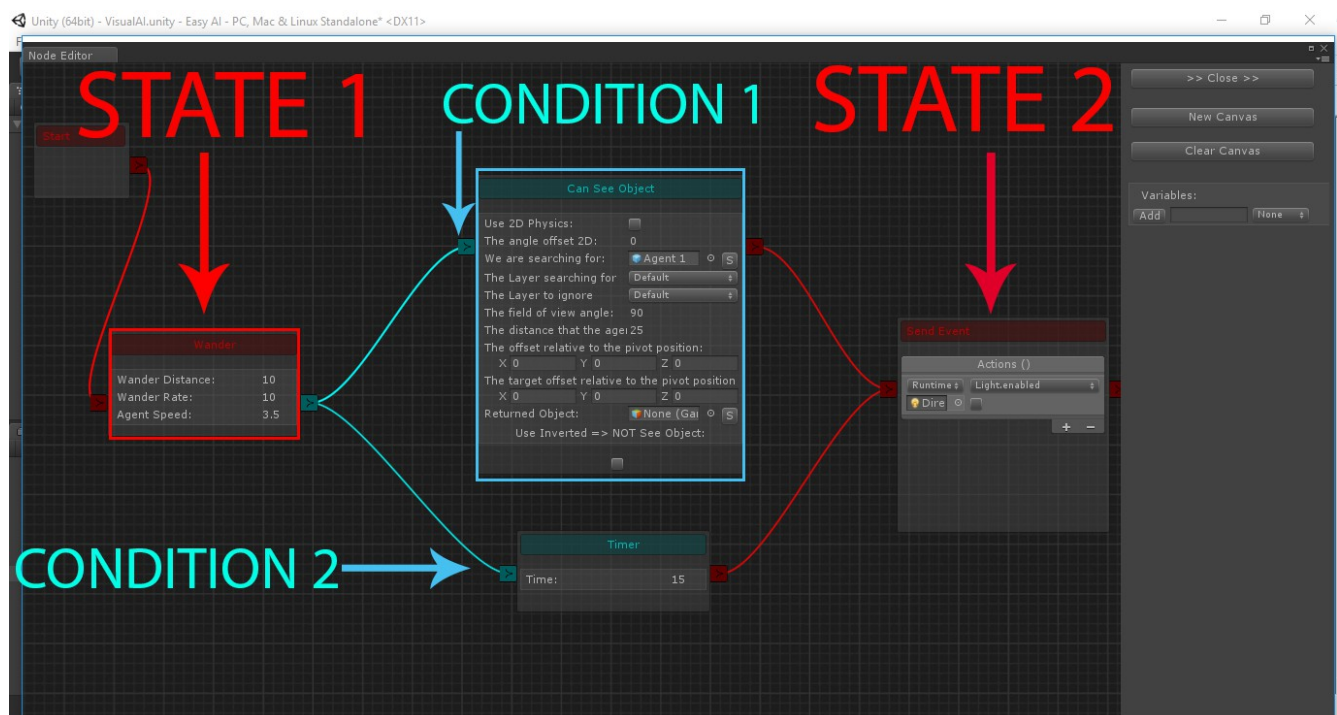 Unity (64bit) - VisualAI.unity - Easy AI - PC, Mac & Linux Standalone* <DX11>
Node Editor
STATE 1
CONDITION 1
STATE 2
>> Close >>
New Canvas
Clear Canvas
Variables:
Add
None
Start
Can See Object
Use 2D Physics:
The angle offset 2D: 0
We are searching for: Agent 1 S
The Layer searching for Default
The Layer to ignore Default
The field of view angle: 90
The distance that the ager 25
The offset relative to the pivot position:
X 0 Y 0 Z 0
The target offset relative to the pivot position
X 0 Y 0 Z 0
Returned Object: None (Gar S
Use Inverted => NOT See Object:
Wander
Wander Distance: 10
Wander Rate: 10
Agent Speed: 3.5
Send Event
Actions ()
Runtime Light.enabled
Dire
+ -
CONDITION 2
Timer
Time: 15